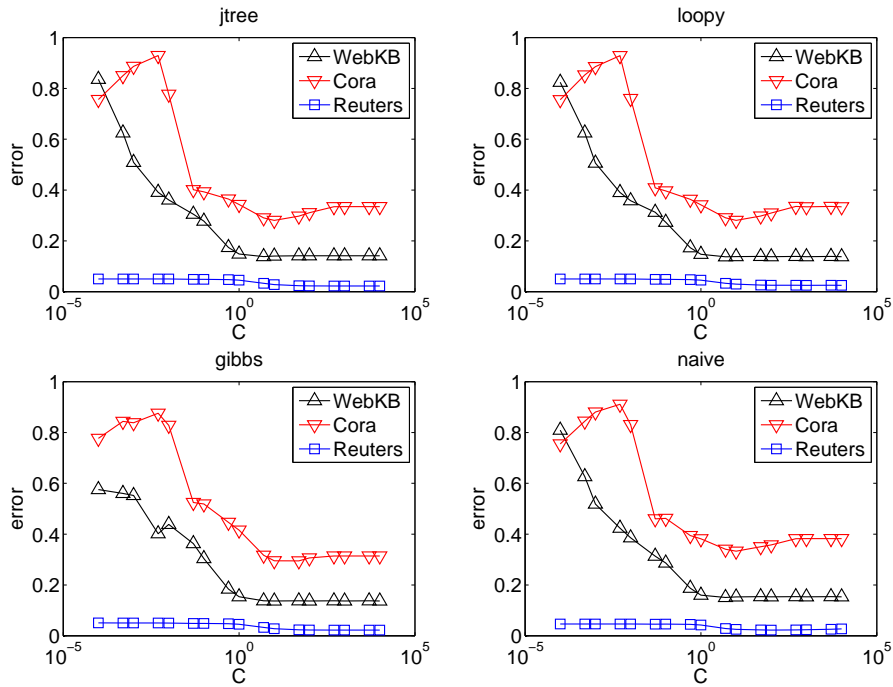 jtree
1
0.8
0.6
0.4
0.2
0
error
10^-5
10^0
10^5
C
WebKB
Cora
Reuters
loopy
1
0.8
0.6
0.4
0.2
0
error
10^-5
10^0
10^5
C
WebKB
Cora
Reuters
gibbs
1
0.8
0.6
0.4
0.2
0
error
10^-5
10^0
10^5
C
WebKB
Cora
Reuters
naive
1
0.8
0.6
0.4
0.2
0
error
10^-5
10^0
10^5
C
WebKB
Cora
Reuters